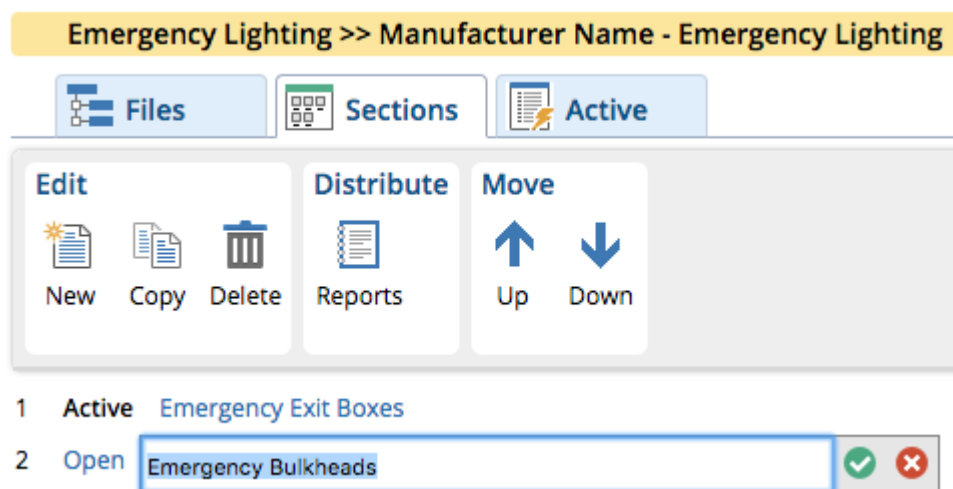 Emergency Lighting >> Manufacturer Name - Emergency Lighting
Files Sections Active
Edit Distribute Move
New Copy Delete Reports Up Down
1 Active Emergency Exit Boxes
2 Open Emergency Bulkheads